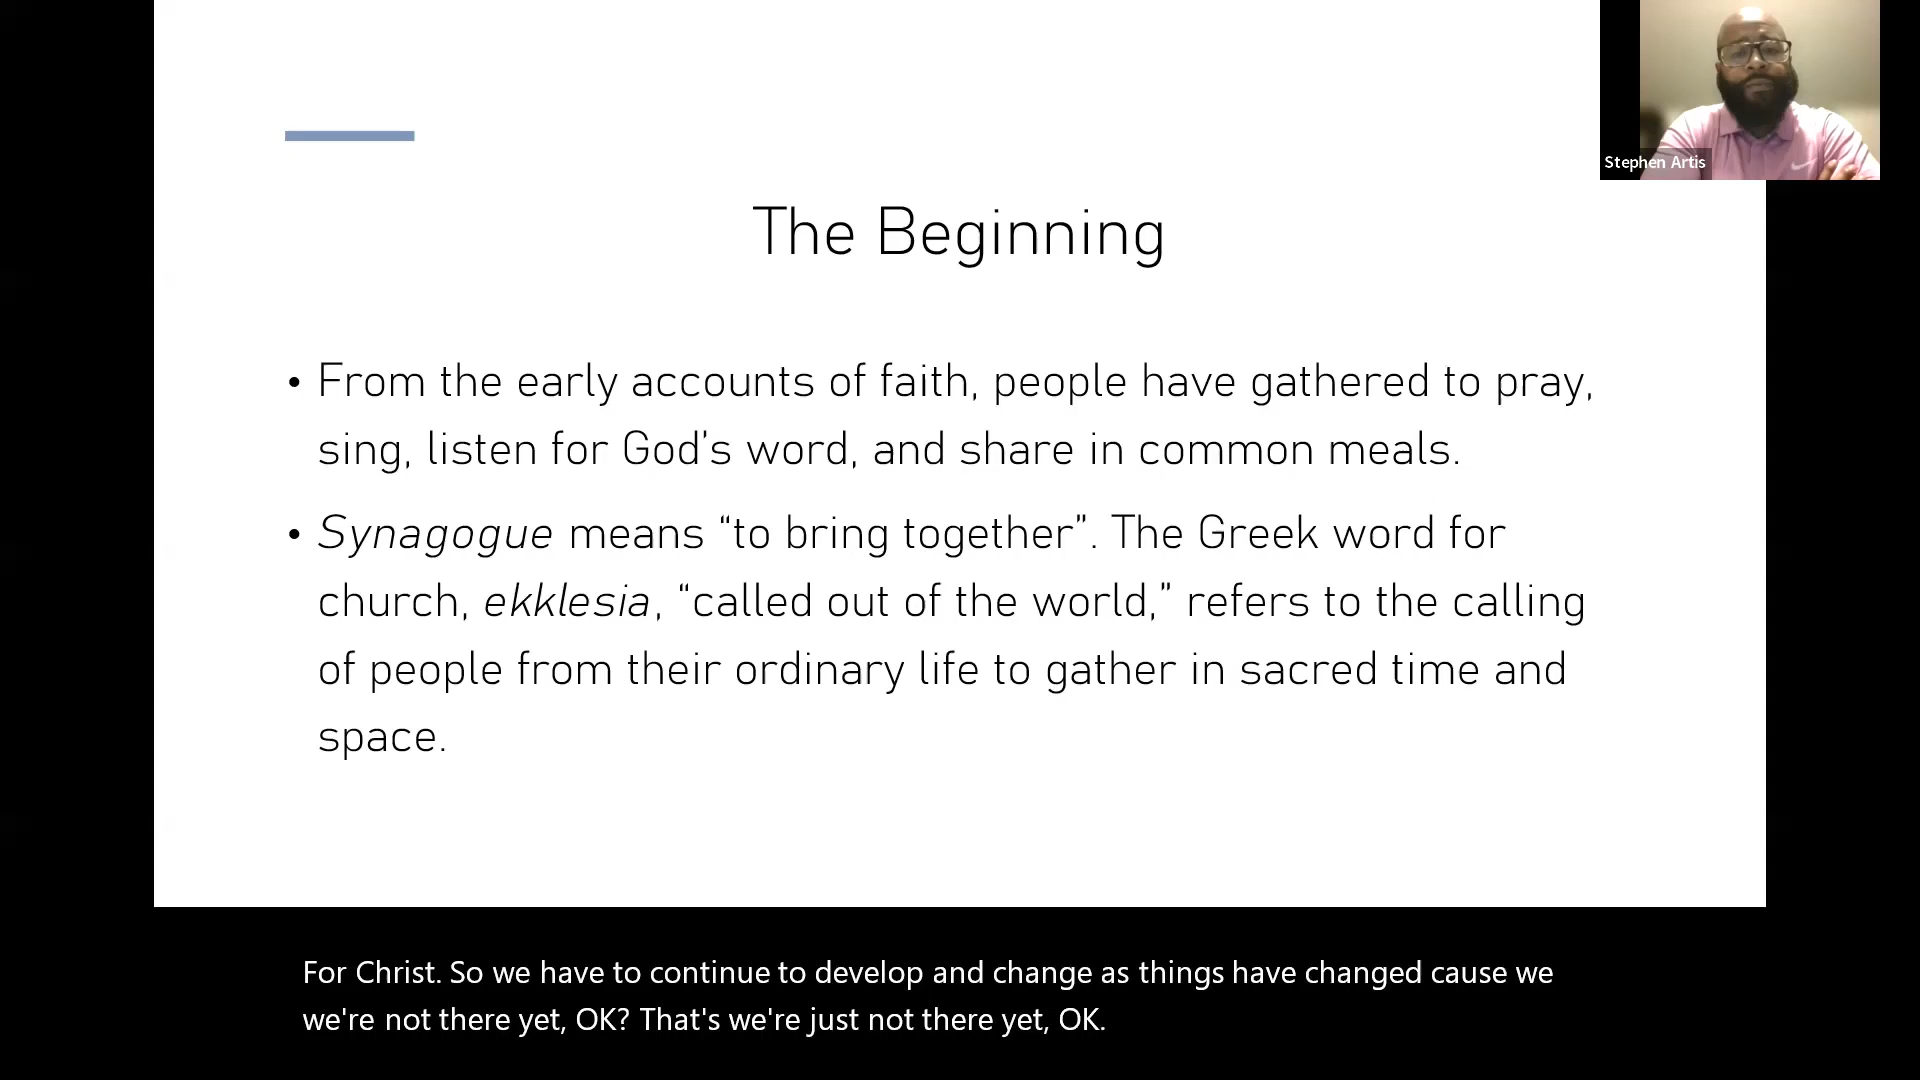 Stephen Artis
The Beginning
• From the early accounts of faith, people have gathered to pray,
sing, listen for God’s word, and share in common meals.
• Synagogue means “to bring together”. The Greek word for
church, ekklesia, “called out of the world,” refers to the calling
of people from their ordinary life to gather in sacred time and
space.
For Christ. So we have to continue to develop and change as things have changed cause we
we're not there yet, OK? That's we're just not there yet, OK.